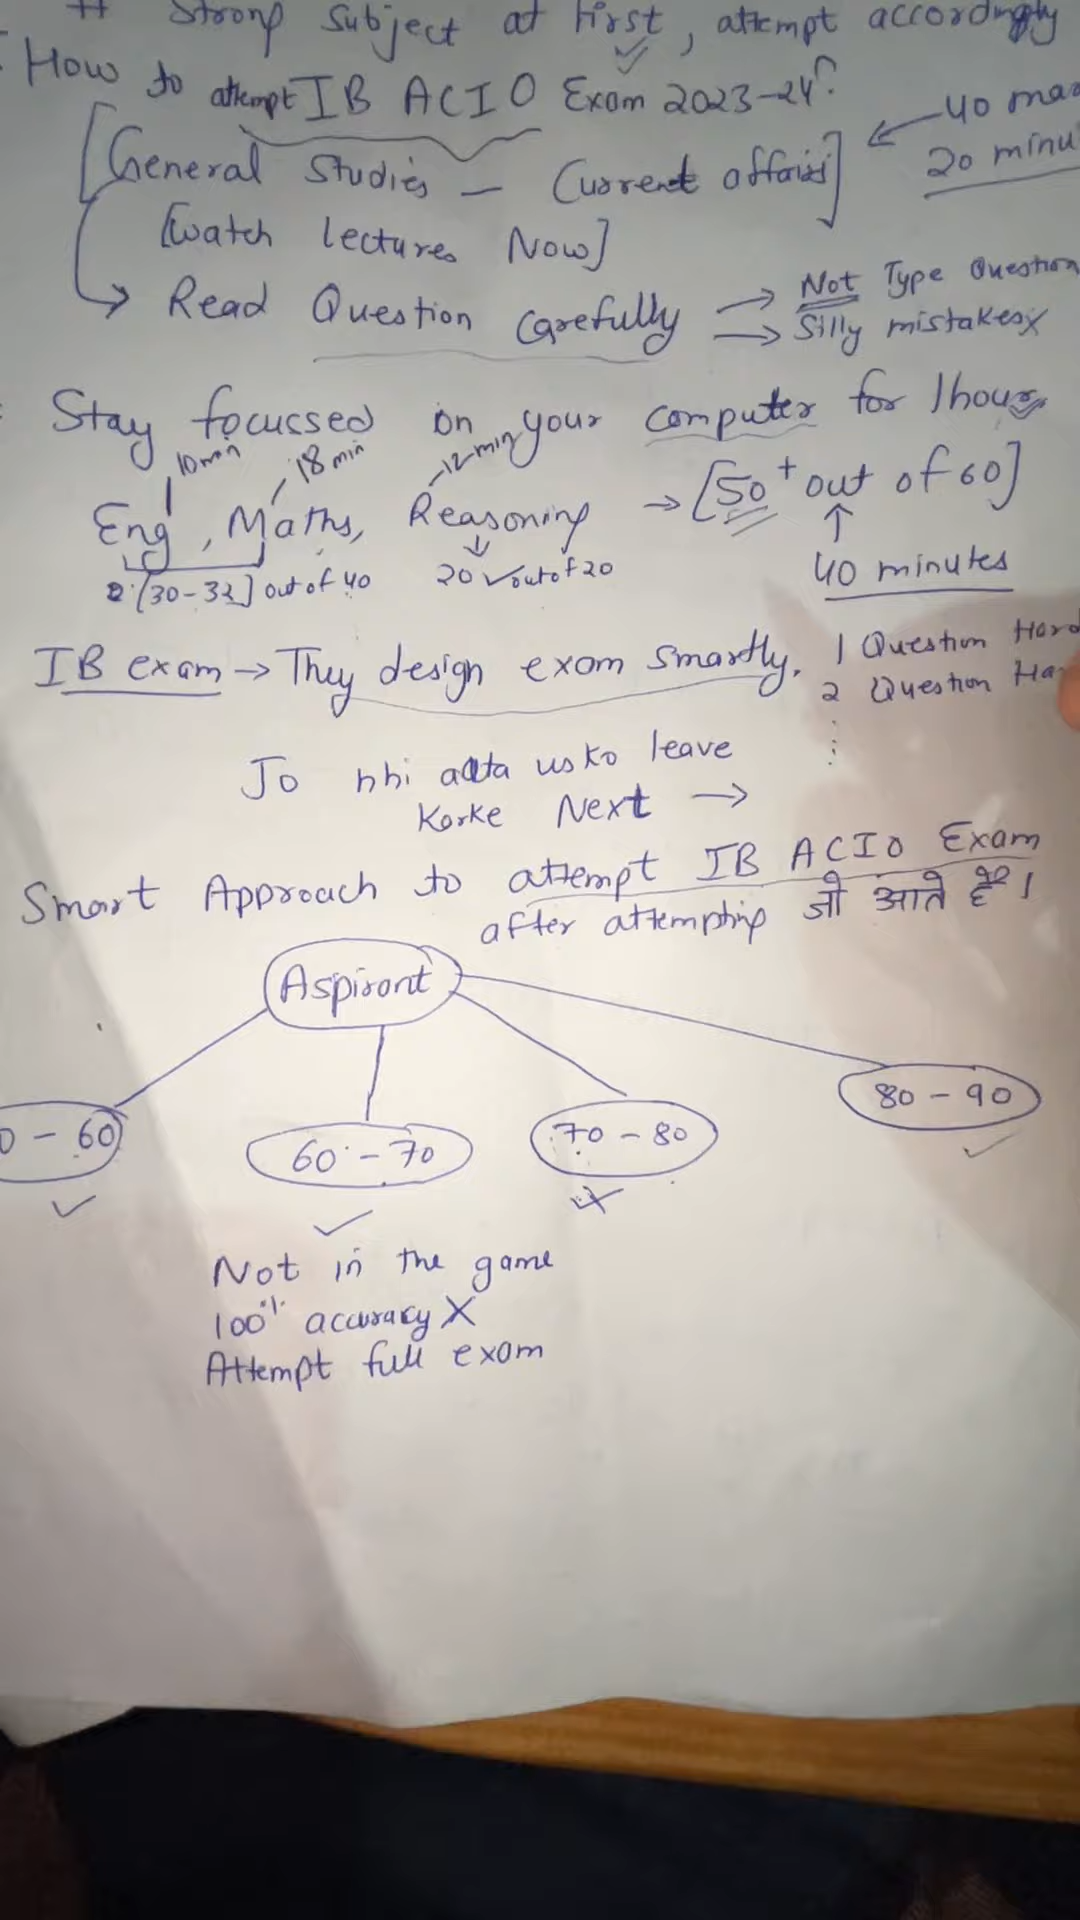 # Strong subject at first, attempt accordingly
How to attempt IB ACIO Exam 2023-24?
[General Studies - Current affairs] ← 40 mar
20 minu
[Watch lectures Now]
→ Read Question carefully → Not Type Question
→ Silly mistakes x
Stay focussed on your computer for 1 hour
10 min 18 min 12 min
Eng, Maths, Reasoning → [50+ out of 60]
↑
[30-32] out of 40 20 ✓ out of 20
40 minutes
IB exam → They design exam smartly. 1 Question Hard
2 Question Ha
Jo nhi aata usko leave
Karke Next →
Smart Approach to attempt IB ACIO Exam
after attempting जो आते हैं।
Aspirant
0 - 60 60 - 70 70 - 80 80 - 90
Not in the game
100% accuracy X
Attempt full exam